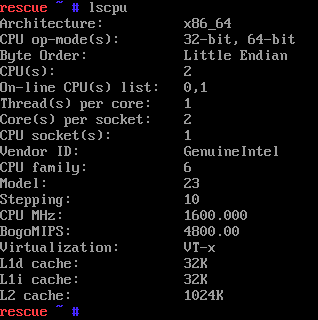 rescue ~ # lscpu
Architecture:          x86_64
CPU op-mode(s):        32-bit, 64-bit
Byte Order:            Little Endian
CPU(s):                2
On-line CPU(s) list:   0,1
Thread(s) per core:    1
Core(s) per socket:    2
CPU socket(s):         1
Vendor ID:             GenuineIntel
CPU family:            6
Model:                 23
Stepping:              10
CPU MHz:               1600.000
BogoMIPS:              4800.00
Virtualization:        VT-x
L1d cache:             32K
L1i cache:             32K
L2 cache:              1024K
rescue ~ #